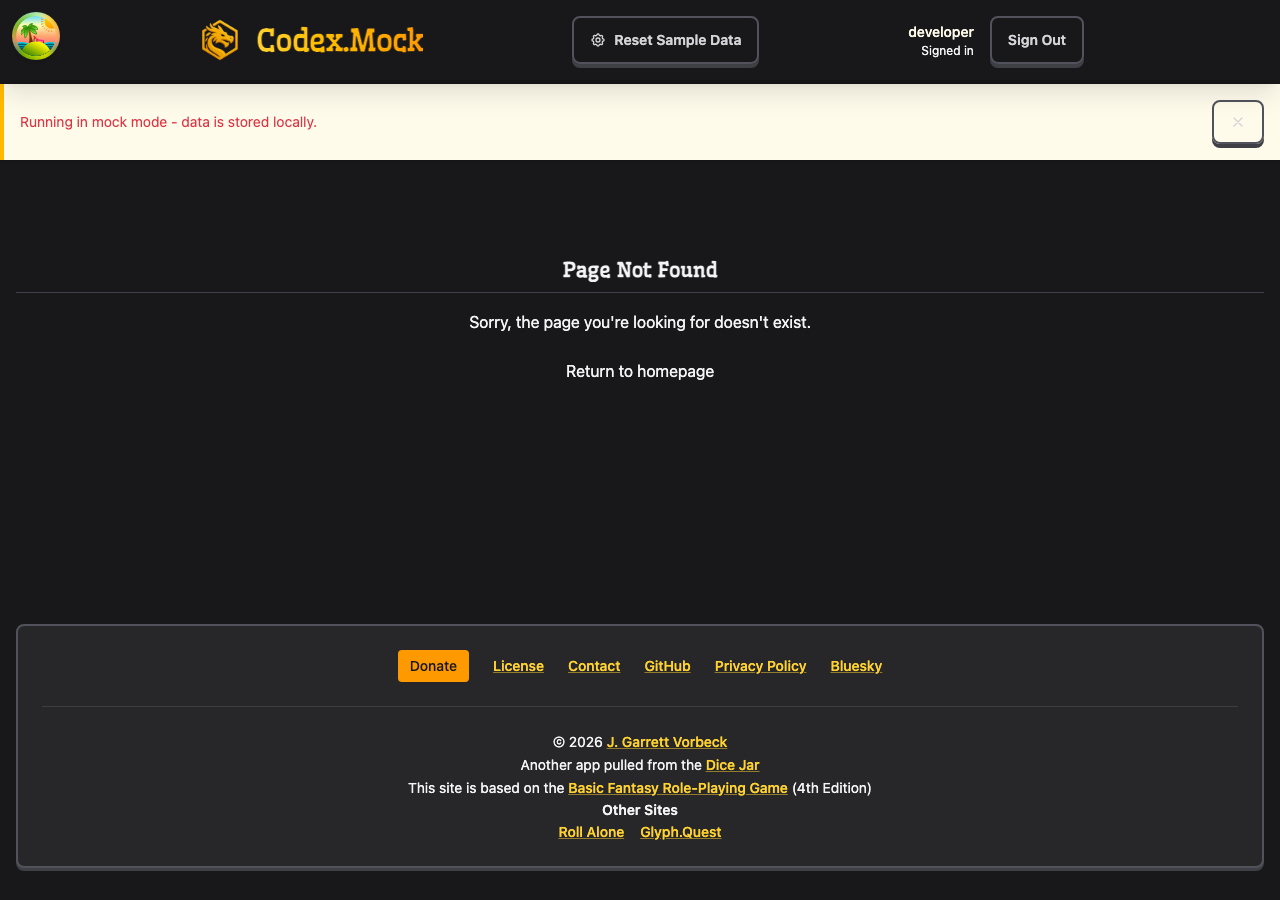 Codex.Mock
Reset Sample Data
developer
Signed in
Sign Out
Running in mock mode - data is stored locally.
Page Not Found
Sorry, the page you're looking for doesn't exist.
Return to homepage
Donate License Contact GitHub Privacy Policy Bluesky
© 2026 J. Garrett Vorbeck
Another app pulled from the Dice Jar
This site is based on the Basic Fantasy Role-Playing Game (4th Edition)
Other Sites
Roll Alone Glyph.Quest